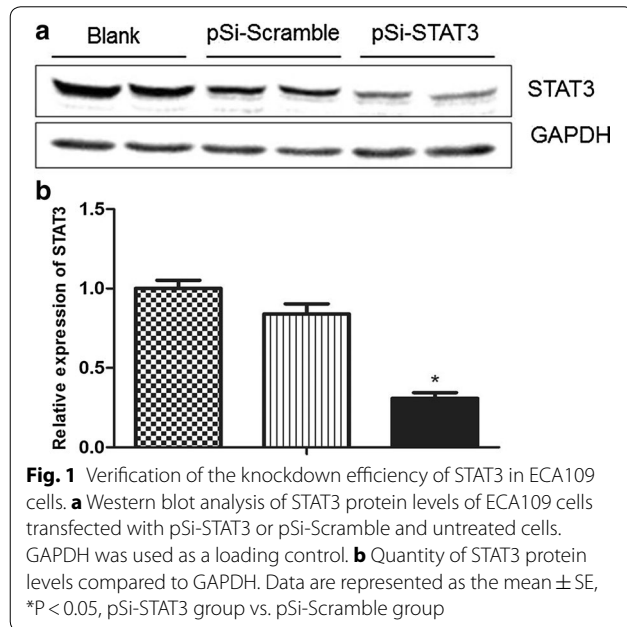 a
Blank pSi-Scramble pSi-STAT3
STAT3
GAPDH
b
Relative expression of STAT3
1.5
1.0
0.5
0.0
*
Fig. 1 Verification of the knockdown efficiency of STAT3 in ECA109
cells. a Western blot analysis of STAT3 protein levels of ECA109 cells
transfected with pSi-STAT3 or pSi-Scramble and untreated cells.
GAPDH was used as a loading control. b Quantity of STAT3 protein
levels compared to GAPDH. Data are represented as the mean ± SE,
*P < 0.05, pSi-STAT3 group vs. pSi-Scramble group